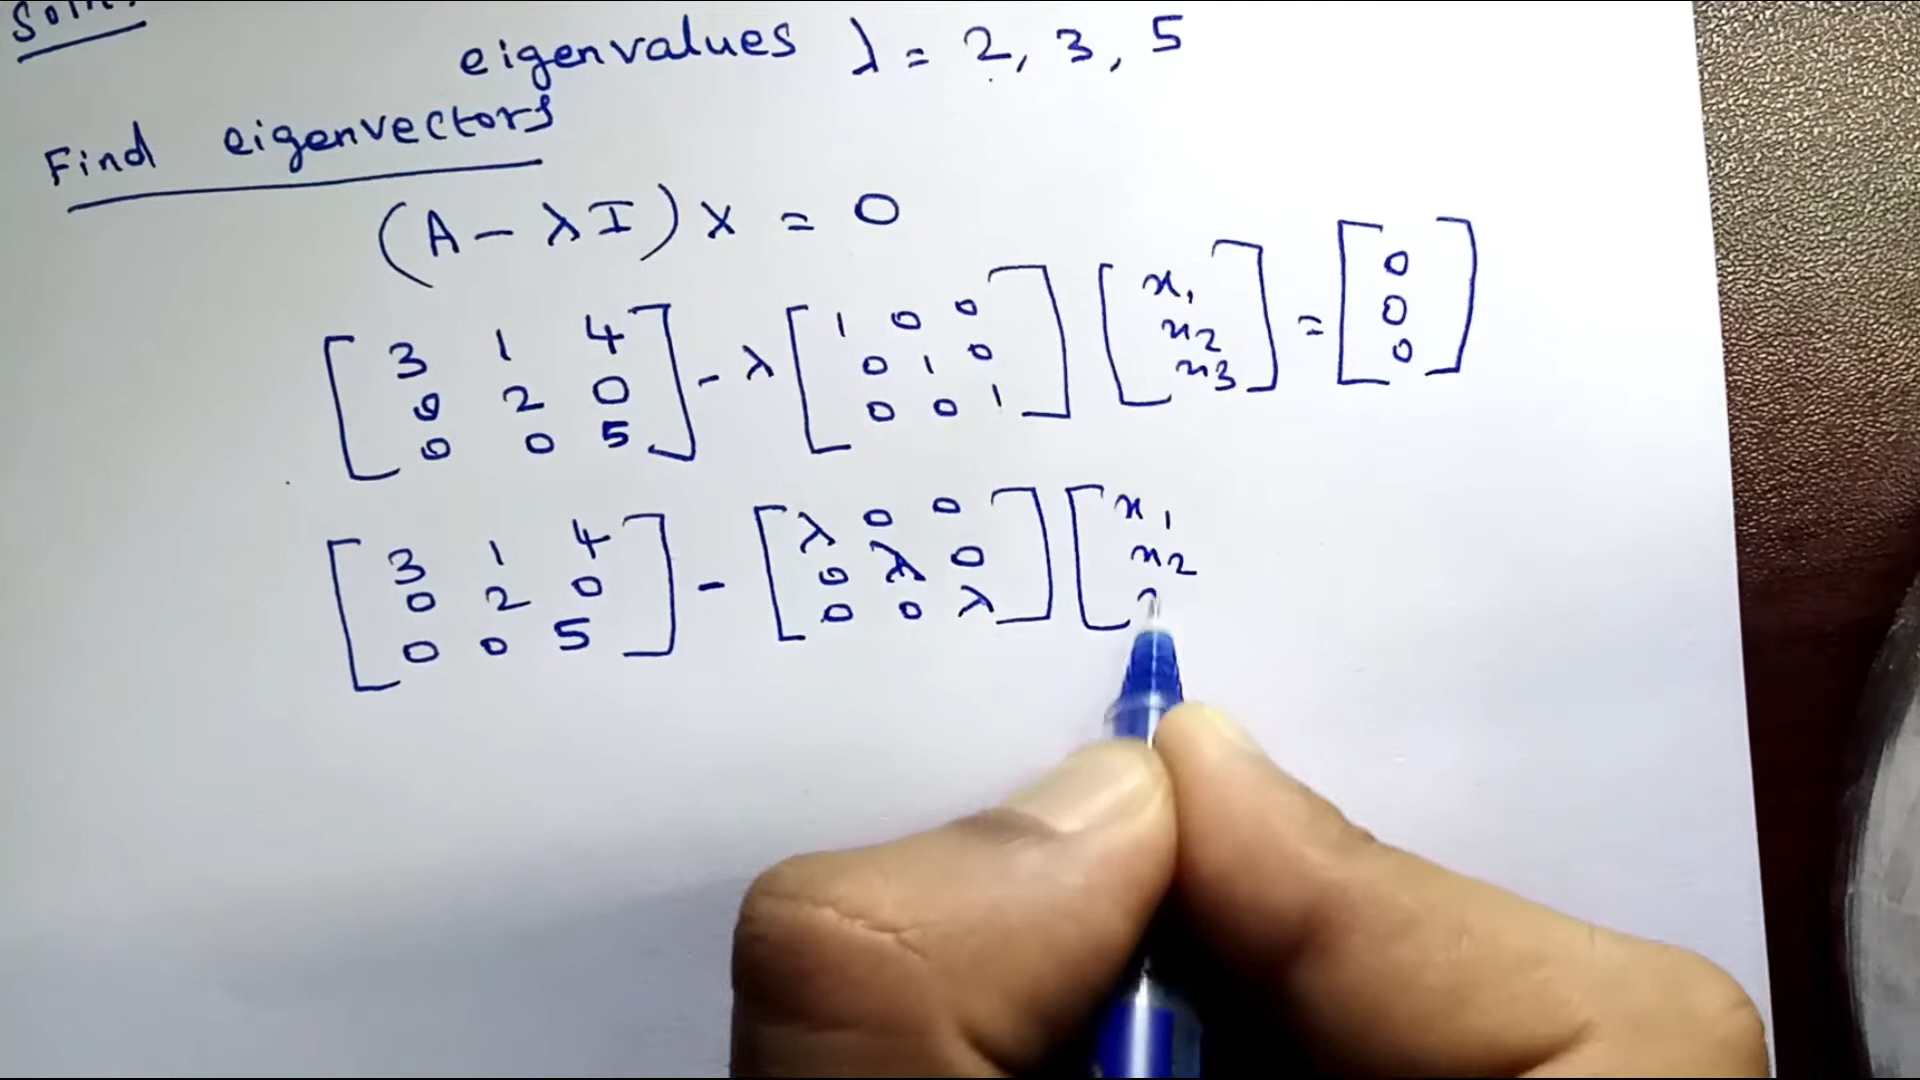 Soln.
eigenvalues λ = 2, 3, 5
Find eigenvectors
(A - λI) X = 0
[3 1 4] - λ [1 0 0] [x1] = [0]
[0 2 0] [0 1 0] [x2] [0]
[0 0 5] [0 0 1] [x3] [0]
[3 1 4] - [λ 0 0] [x1
[0 2 0] [0 λ 0] [x2
[0 0 5] [0 0 λ]